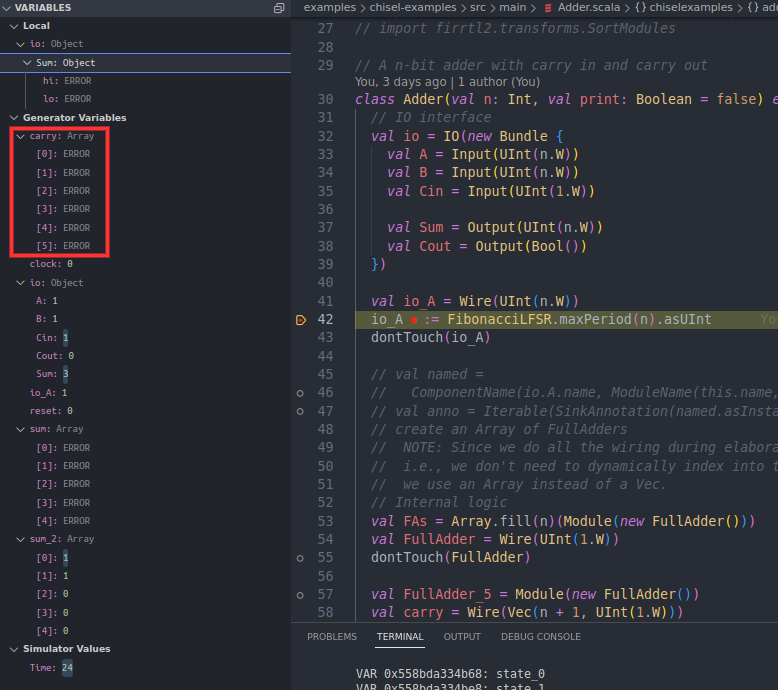 VARIABLES
Local
io: Object
Sum: Object
hi: ERROR
lo: ERROR
Generator Variables
carry: Array
[0]: ERROR
[1]: ERROR
[2]: ERROR
[3]: ERROR
[4]: ERROR
[5]: ERROR
clock: 0
io: Object
A: 1
B: 1
Cin: 1
Cout: 0
Sum: 3
io_A: 1
reset: 0
sum: Array
[0]: ERROR
[1]: ERROR
[2]: ERROR
[3]: ERROR
[4]: ERROR
sum_2: Array
[0]: 1
[1]: 1
[2]: 0
[3]: 0
[4]: 0
Simulator Values
Time: 24
examples > chisel-examples > src > main > Adder.scala > {} chiselexamples > {} add
27 // import firrtl2.transforms.SortModules
28
29 // A n-bit adder with carry in and carry out
You, 3 days ago | 1 author (You)
30 class Adder(val n: Int, val print: Boolean = false) e
31 // IO interface
32 val io = IO(new Bundle {
33 val A = Input(UInt(n.W))
34 val B = Input(UInt(n.W))
35 val Cin = Input(UInt(1.W))
36
37 val Sum = Output(UInt(n.W))
38 val Cout = Output(Bool())
39 })
40
41 val io_A = Wire(UInt(n.W))
42 io_A := FibonacciLFSR.maxPeriod(n).asUInt Yo
43 dontTouch(io_A)
44
45 // val named =
46 // ComponentName(io.A.name, ModuleName(this.name,
47 // val anno = Iterable(SinkAnnotation(named.asInsta
48 // create an Array of FullAdders
49 // NOTE: Since we do all the wiring during elabora
50 // i.e., we don't need to dynamically index into t
51 // we use an Array instead of a Vec.
52 // Internal logic
53 val FAs = Array.fill(n)(Module(new FullAdder()))
54 val FullAdder = Wire(UInt(1.W))
55 dontTouch(FullAdder)
56
57 val FullAdder_5 = Module(new FullAdder())
58 val carry = Wire(Vec(n + 1, UInt(1.W)))
PROBLEMS TERMINAL OUTPUT DEBUG CONSOLE
VAR 0x558bda334b68: state_0
VAR 0x558bda334be8: state_1